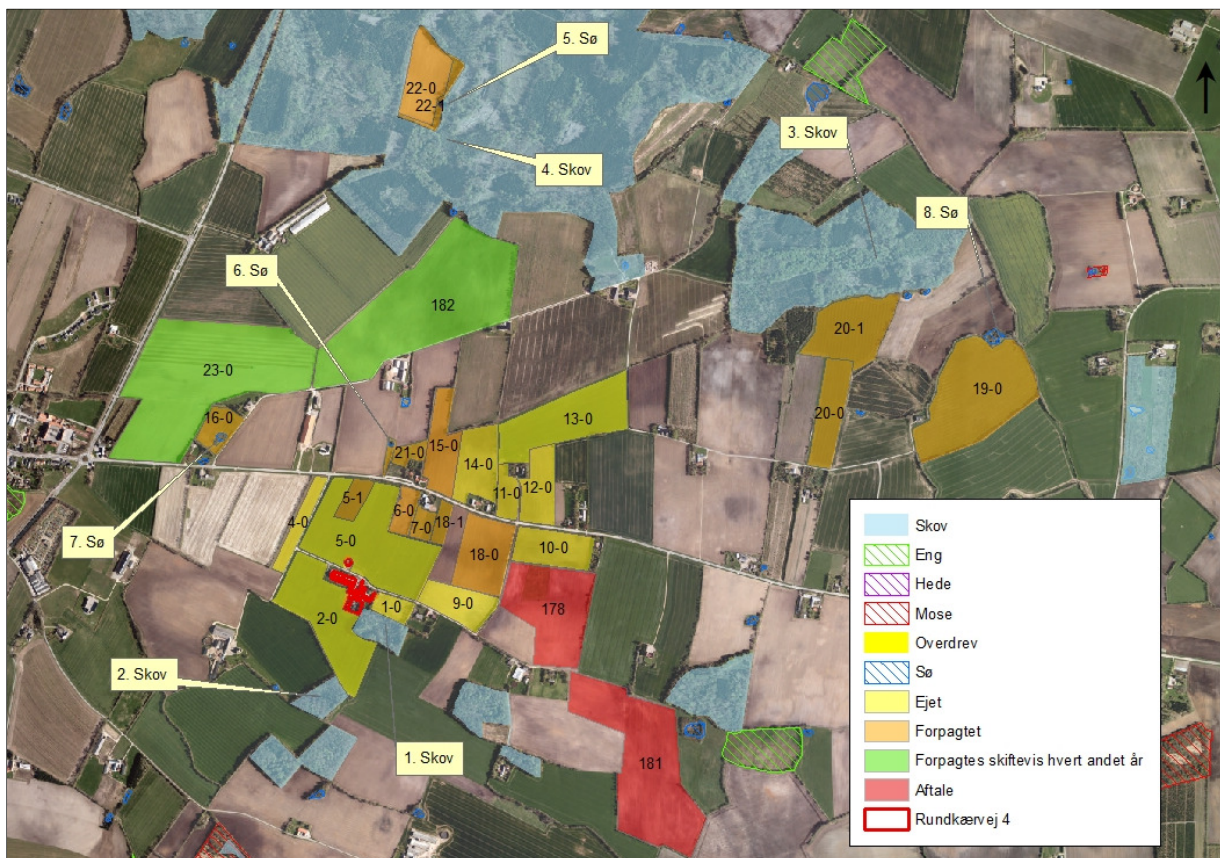 5. Sø
22-0
22-1
3. Skov
4. Skov
8. Sø
6. Sø
182
20-1
23-0
19-0
16-0
13-0
20-0
15-0
21-0
14-0
11-0
12-0
5-1
6-0
7-0
18-1
4-0
7. Sø
5-0
18-0
10-0
1-0
9-0
178
2-0
2. Skov
1. Skov
181
Skov
Eng
Hede
Mose
Overdrev
Sø
Ejet
Forpagtet
Forpagtes skiftevis hvert andet år
Aftale
Rundkærvej 4